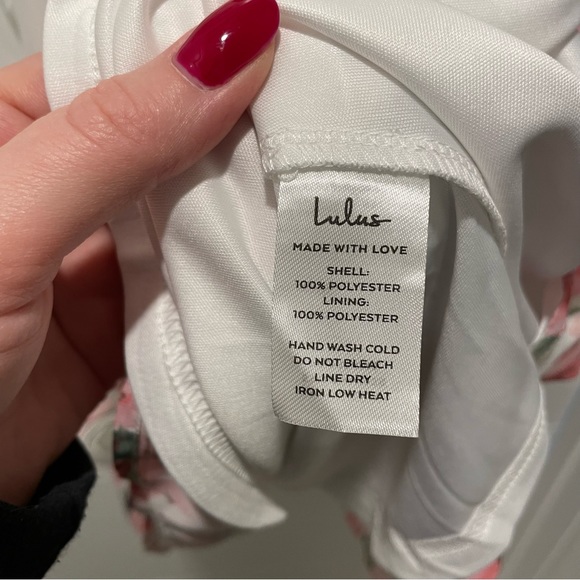 Lulus
MADE WITH LOVE
SHELL:
100% POLYESTER
LINING:
100% POLYESTER
HAND WASH COLD
DO NOT BLEACH
LINE DRY
IRON LOW HEAT